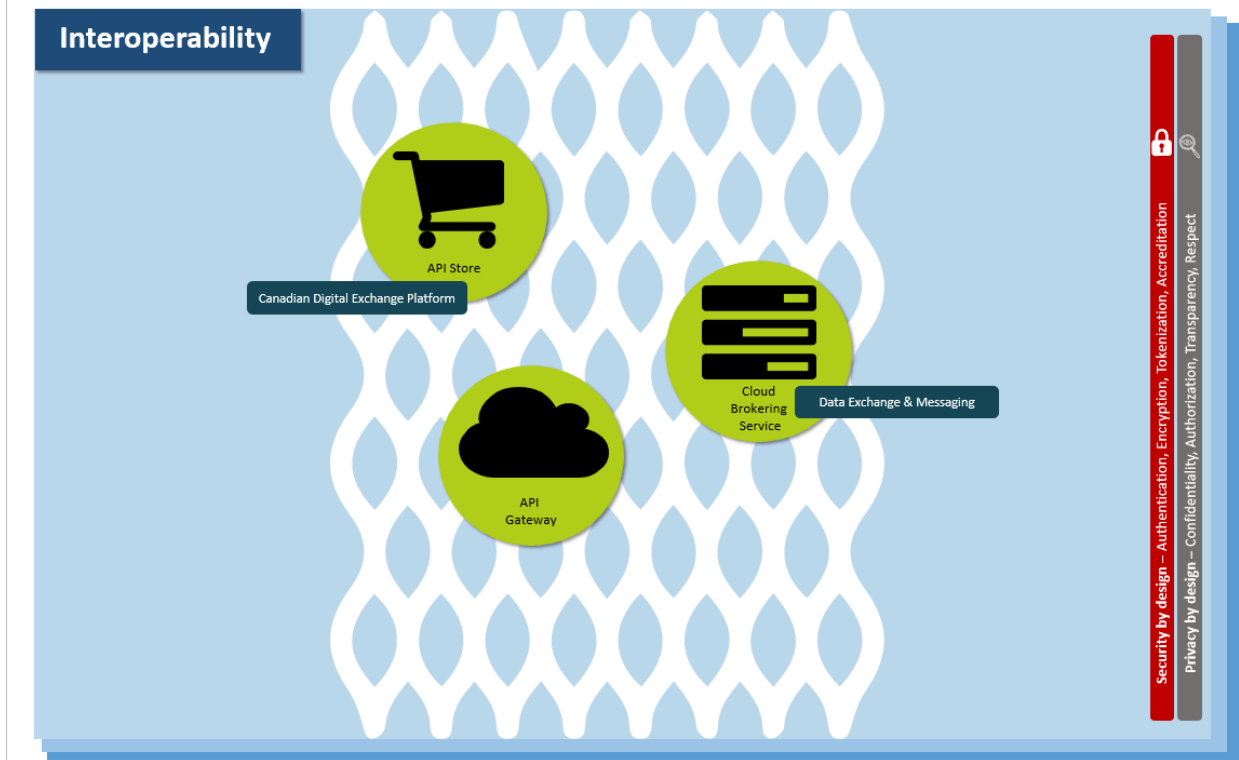 Interoperability
API Store
Canadian Digital Exchange Platform
Cloud
Brokering
Service
Data Exchange & Messaging
API
Gateway
Security by design – Authentication, Encryption, Tokenization, Accreditation
Privacy by design – Confidentiality, Authorization, Transparency, Respect